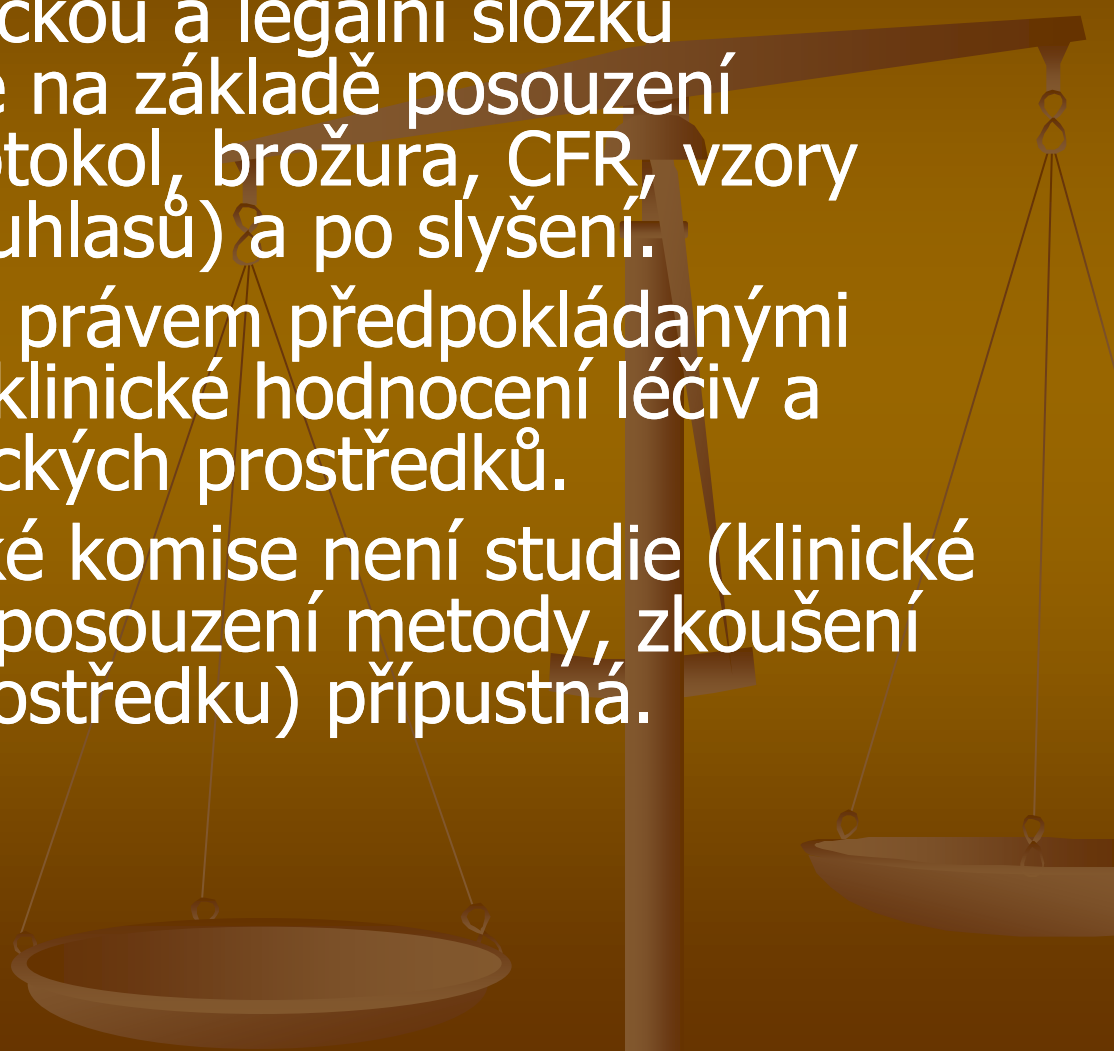 ckou a legální složku
e na základě posouzení
otokol, brožura, CFR, vzory
uhlasů) a po slyšení.
právem předpokládanými
klinické hodnocení léčiv a
ckých prostředků.
ké komise není studie (klinické
posouzení metody, zkoušení
ostředku) přípustná.